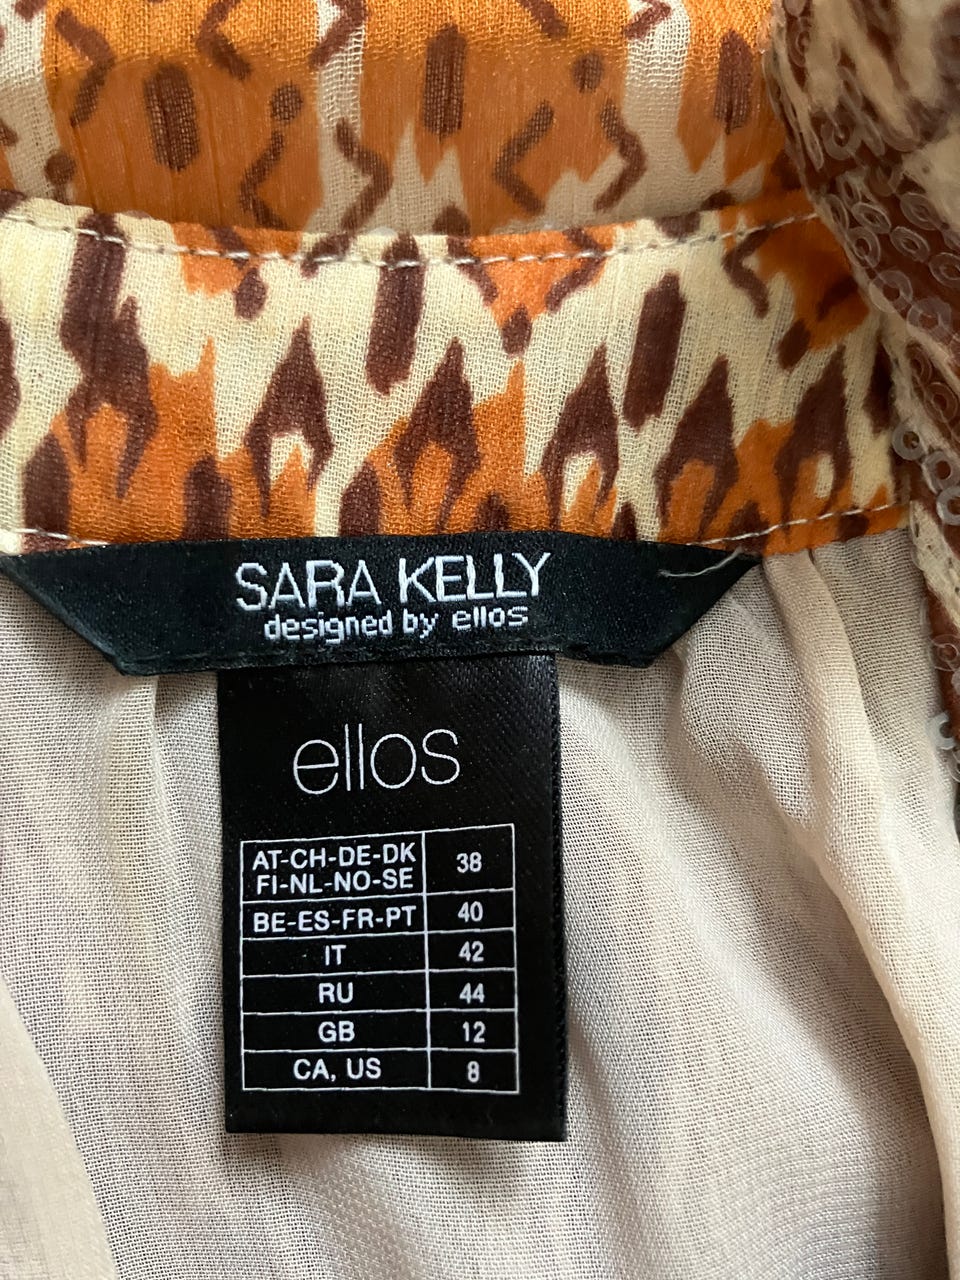 SARA KELLY
designed by ellos
ellos
AT-CH-DE-DK
FI-NL-NO-SE
38
BE-ES-FR-PT 40
IT 42
RU 44
GB 12
CA, US 8